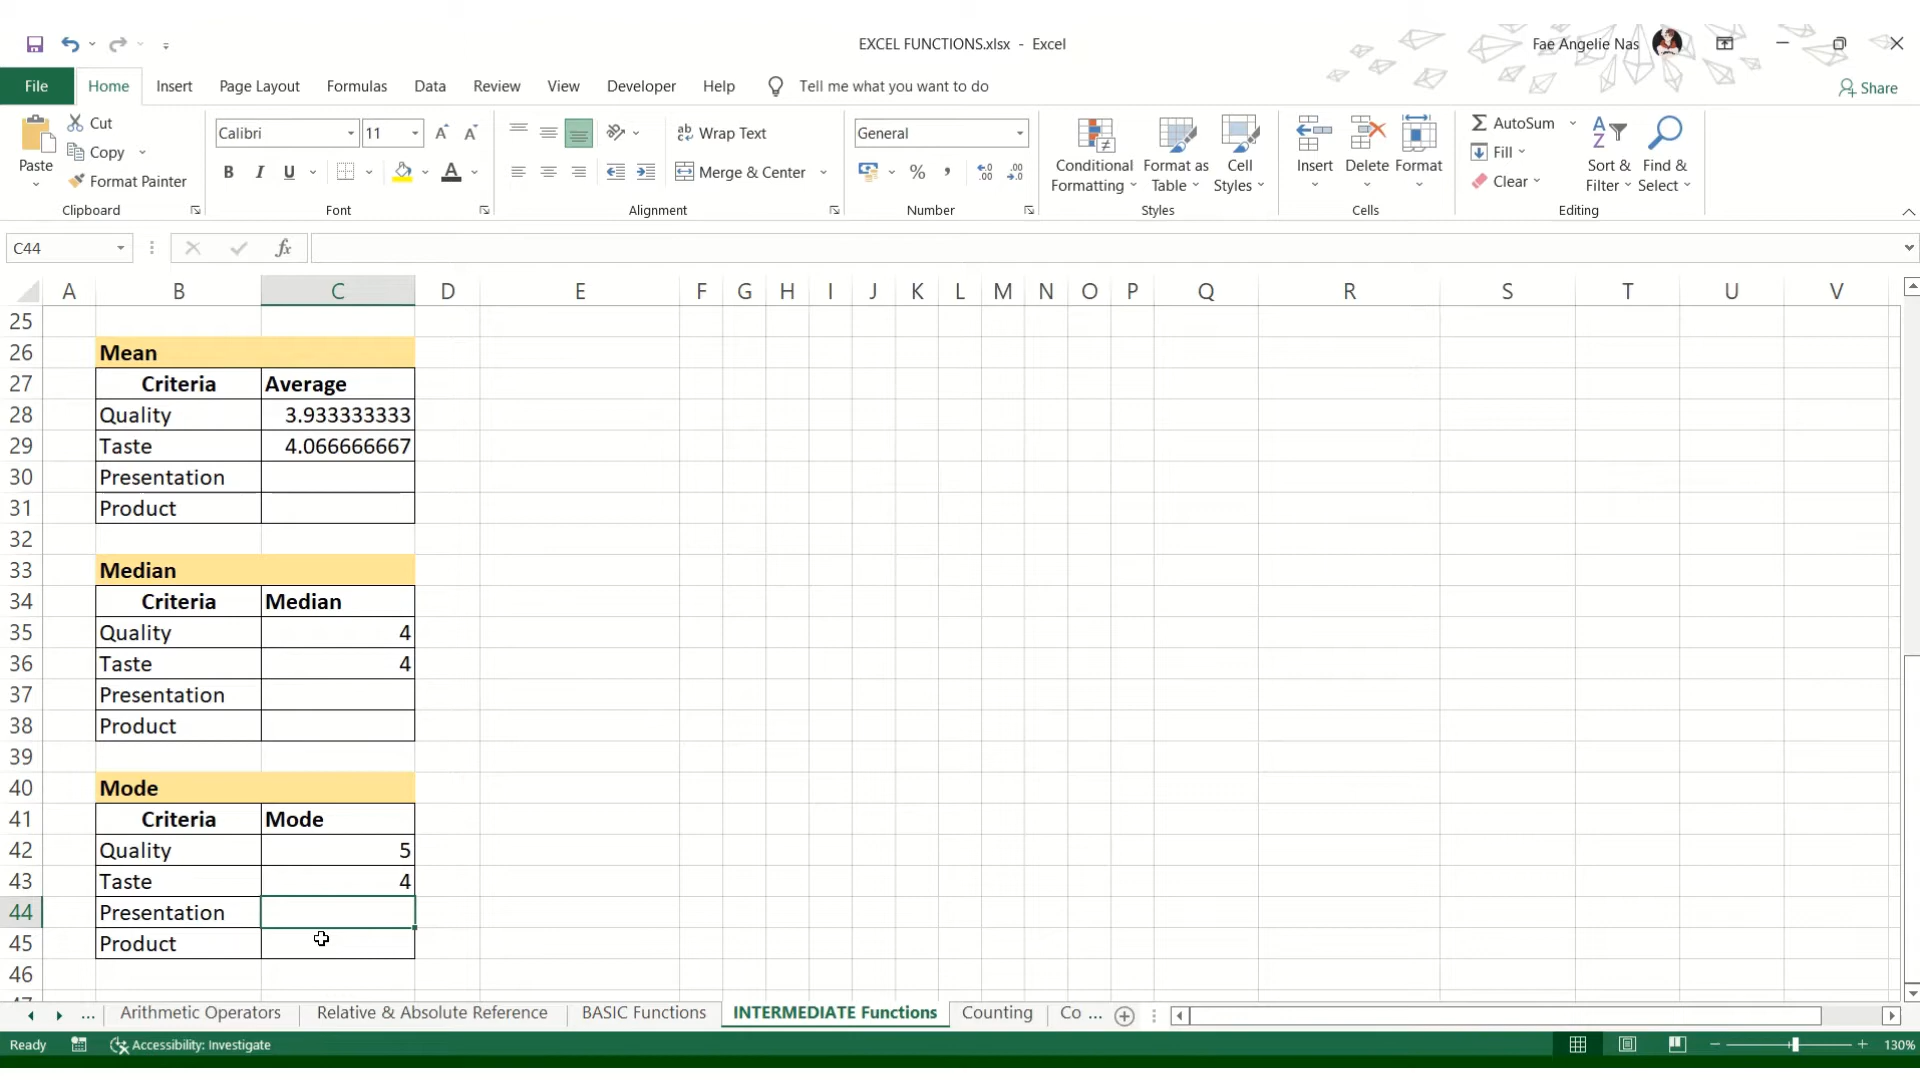 EXCEL FUNCTIONS.xlsx - Excel
Fae Angelie Nas
File Home Insert Page Layout Formulas Data Review View Developer Help Tell me what you want to do
Share
Paste
Cut
Copy
Format Painter
Clipboard
Calibri 11
B I U
Font
ab Wrap Text
Merge & Center
Alignment
General
Number
Conditional Formatting
Format as Table
Cell Styles
Styles
Insert
Delete
Format
Cells
AutoSum
Fill
Clear
Sort & Filter
Find & Select
Editing
C44
fx
A B C D E F G H I J K L M N O P Q R S T U V
25
26 Mean
27 Criteria Average
28 Quality 3.933333333
29 Taste 4.066666667
30 Presentation
31 Product
32
33 Median
34 Criteria Median
35 Quality 4
36 Taste 4
37 Presentation
38 Product
39
40 Mode
41 Criteria Mode
42 Quality 5
43 Taste 4
44 Presentation
45 Product
46
... Arithmetic Operators Relative & Absolute Reference BASIC Functions INTERMEDIATE Functions Counting Co ...
Ready Accessibility: Investigate 130%